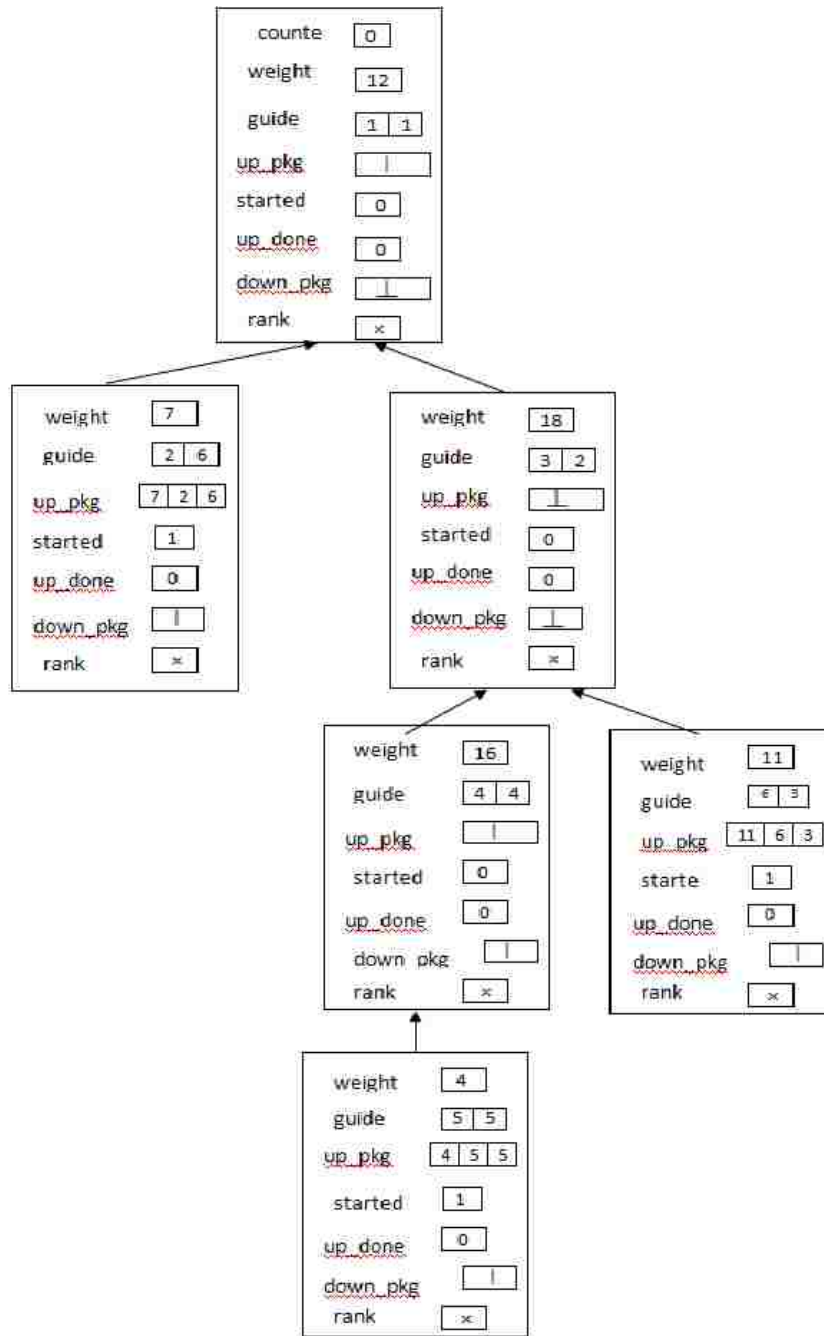 counte 0
weight 12
guide 1 1
up_pkg ⊥
started 0
up_done 0
down_pkg ⊥
rank ×
weight 7
guide 2 6
up_pkg 7 2 6
started 1
up_done 0
down_pkg ⊥
rank ×
weight 18
guide 3 2
up_pkg ⊥
started 0
up_done 0
down_pkg ⊥
rank ×
weight 16
guide 4 4
up_pkg ⊥
started 0
up_done 0
down_pkg ⊥
rank ×
weight 11
guide 6 3
up_pkg 11 6 3
starte 1
up_done 0
down_pkg ⊥
rank ×
weight 4
guide 5 5
up_pkg 4 5 5
started 1
up_done 0
down_pkg ⊥
rank ×